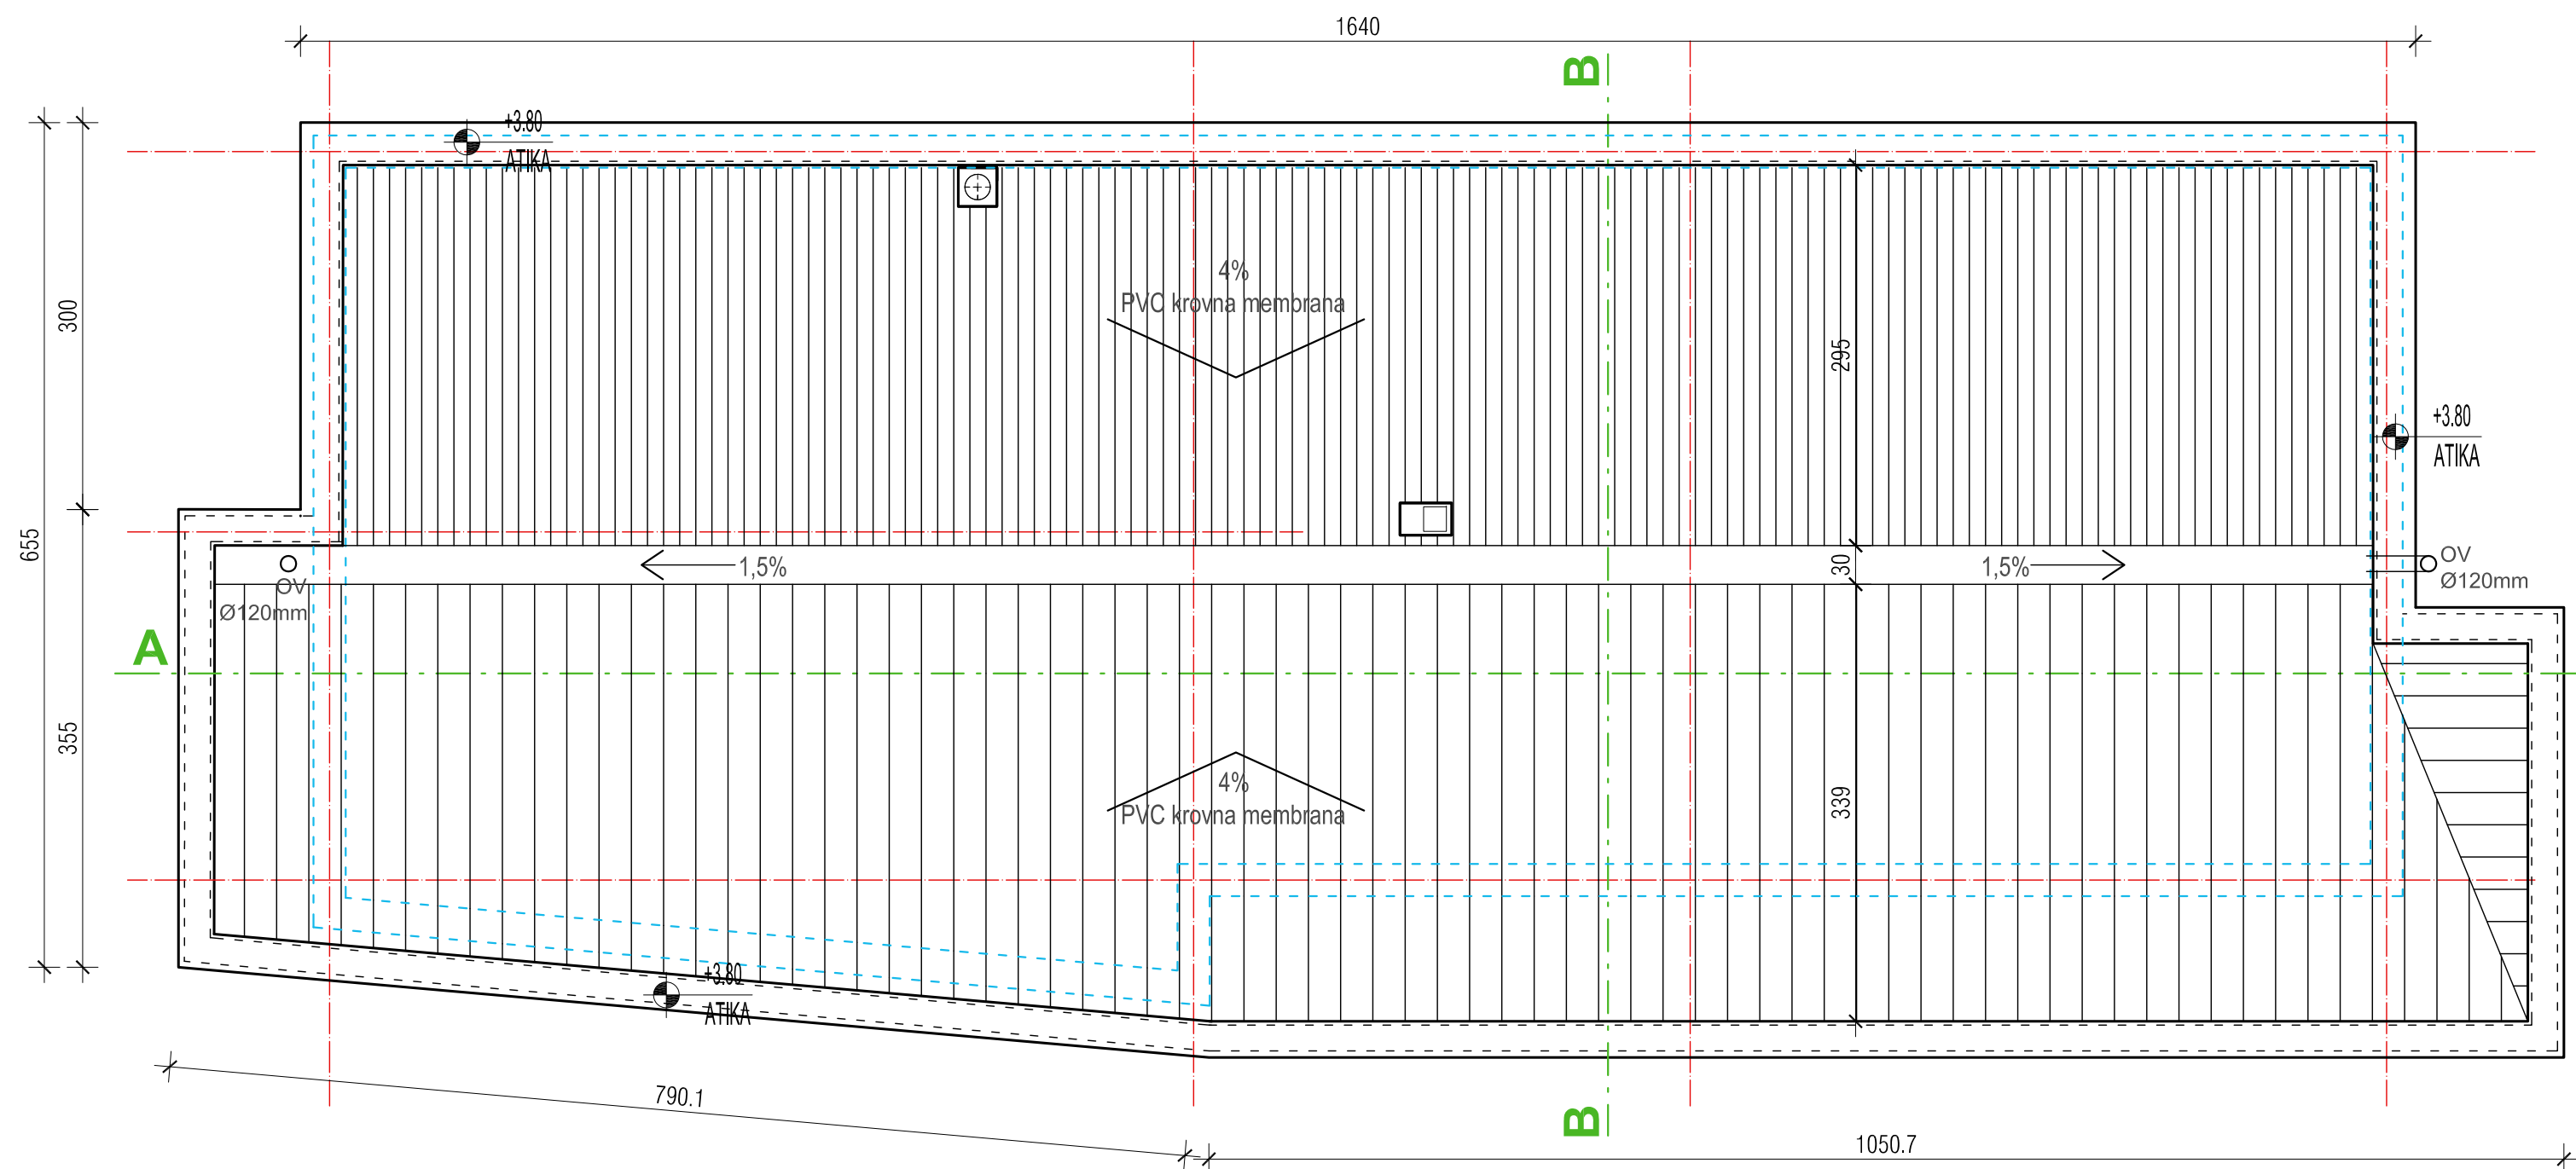 1640
B
+3.80
ATIKA
4%
PVC krovna membrana
300
295
+3.80
ATIKA
655
1,5%
30
1,5%
OV
Ø120mm
OV
Ø120mm
A
355
4%
PVC krovna membrana
339
+3.80
ATIKA
790.1
B
1050.7